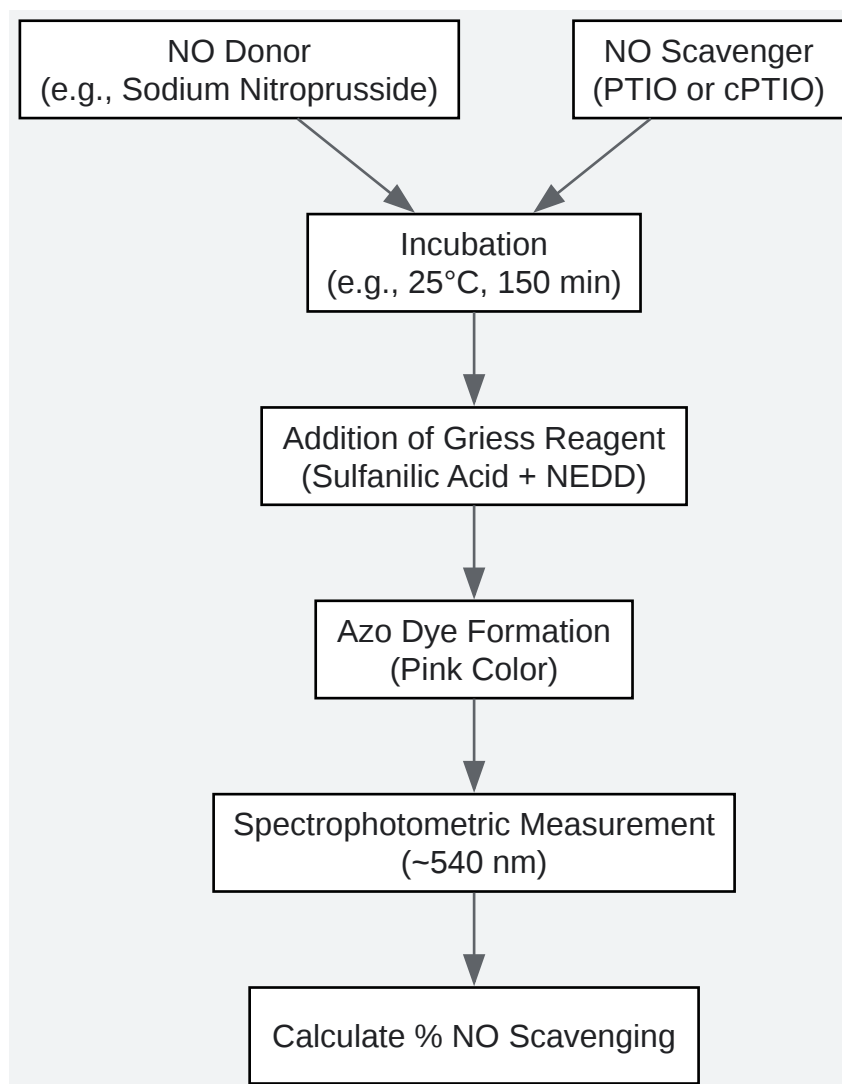 NO Donor
(e.g., Sodium Nitroprusside)
NO Scavenger
(PTIO or cPTIO)
Incubation
(e.g., 25°C, 150 min)
Addition of Griess Reagent
(Sulfanilic Acid + NEDD)
Azo Dye Formation
(Pink Color)
Spectrophotometric Measurement
(~540 nm)
Calculate % NO Scavenging